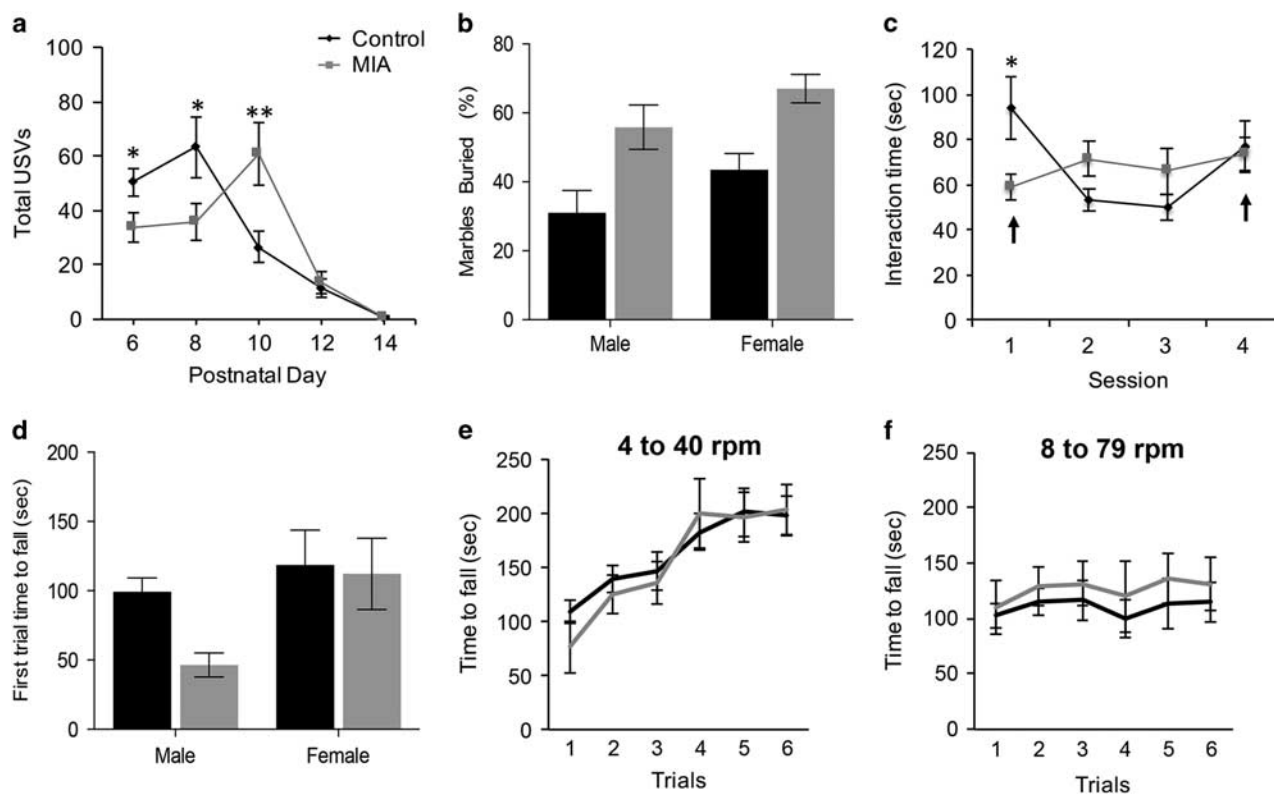 a
Control
MIA
100
80
60
40
20
0
* * **
Total USVs
6 8 10 12 14
Postnatal Day
b
80
60
40
20
0
Marbles Buried (%)
Male Female
c
120
100
80
60
40
20
0
*
Interaction time (sec)
1 2 3 4
Session
d
200
150
100
50
0
First trial time to fall (sec)
Male Female
e
4 to 40 rpm
250
200
150
100
50
0
Time to fall (sec)
1 2 3 4 5 6
Trials
f
8 to 79 rpm
250
200
150
100
50
0
Time to fall (sec)
1 2 3 4 5 6
Trials